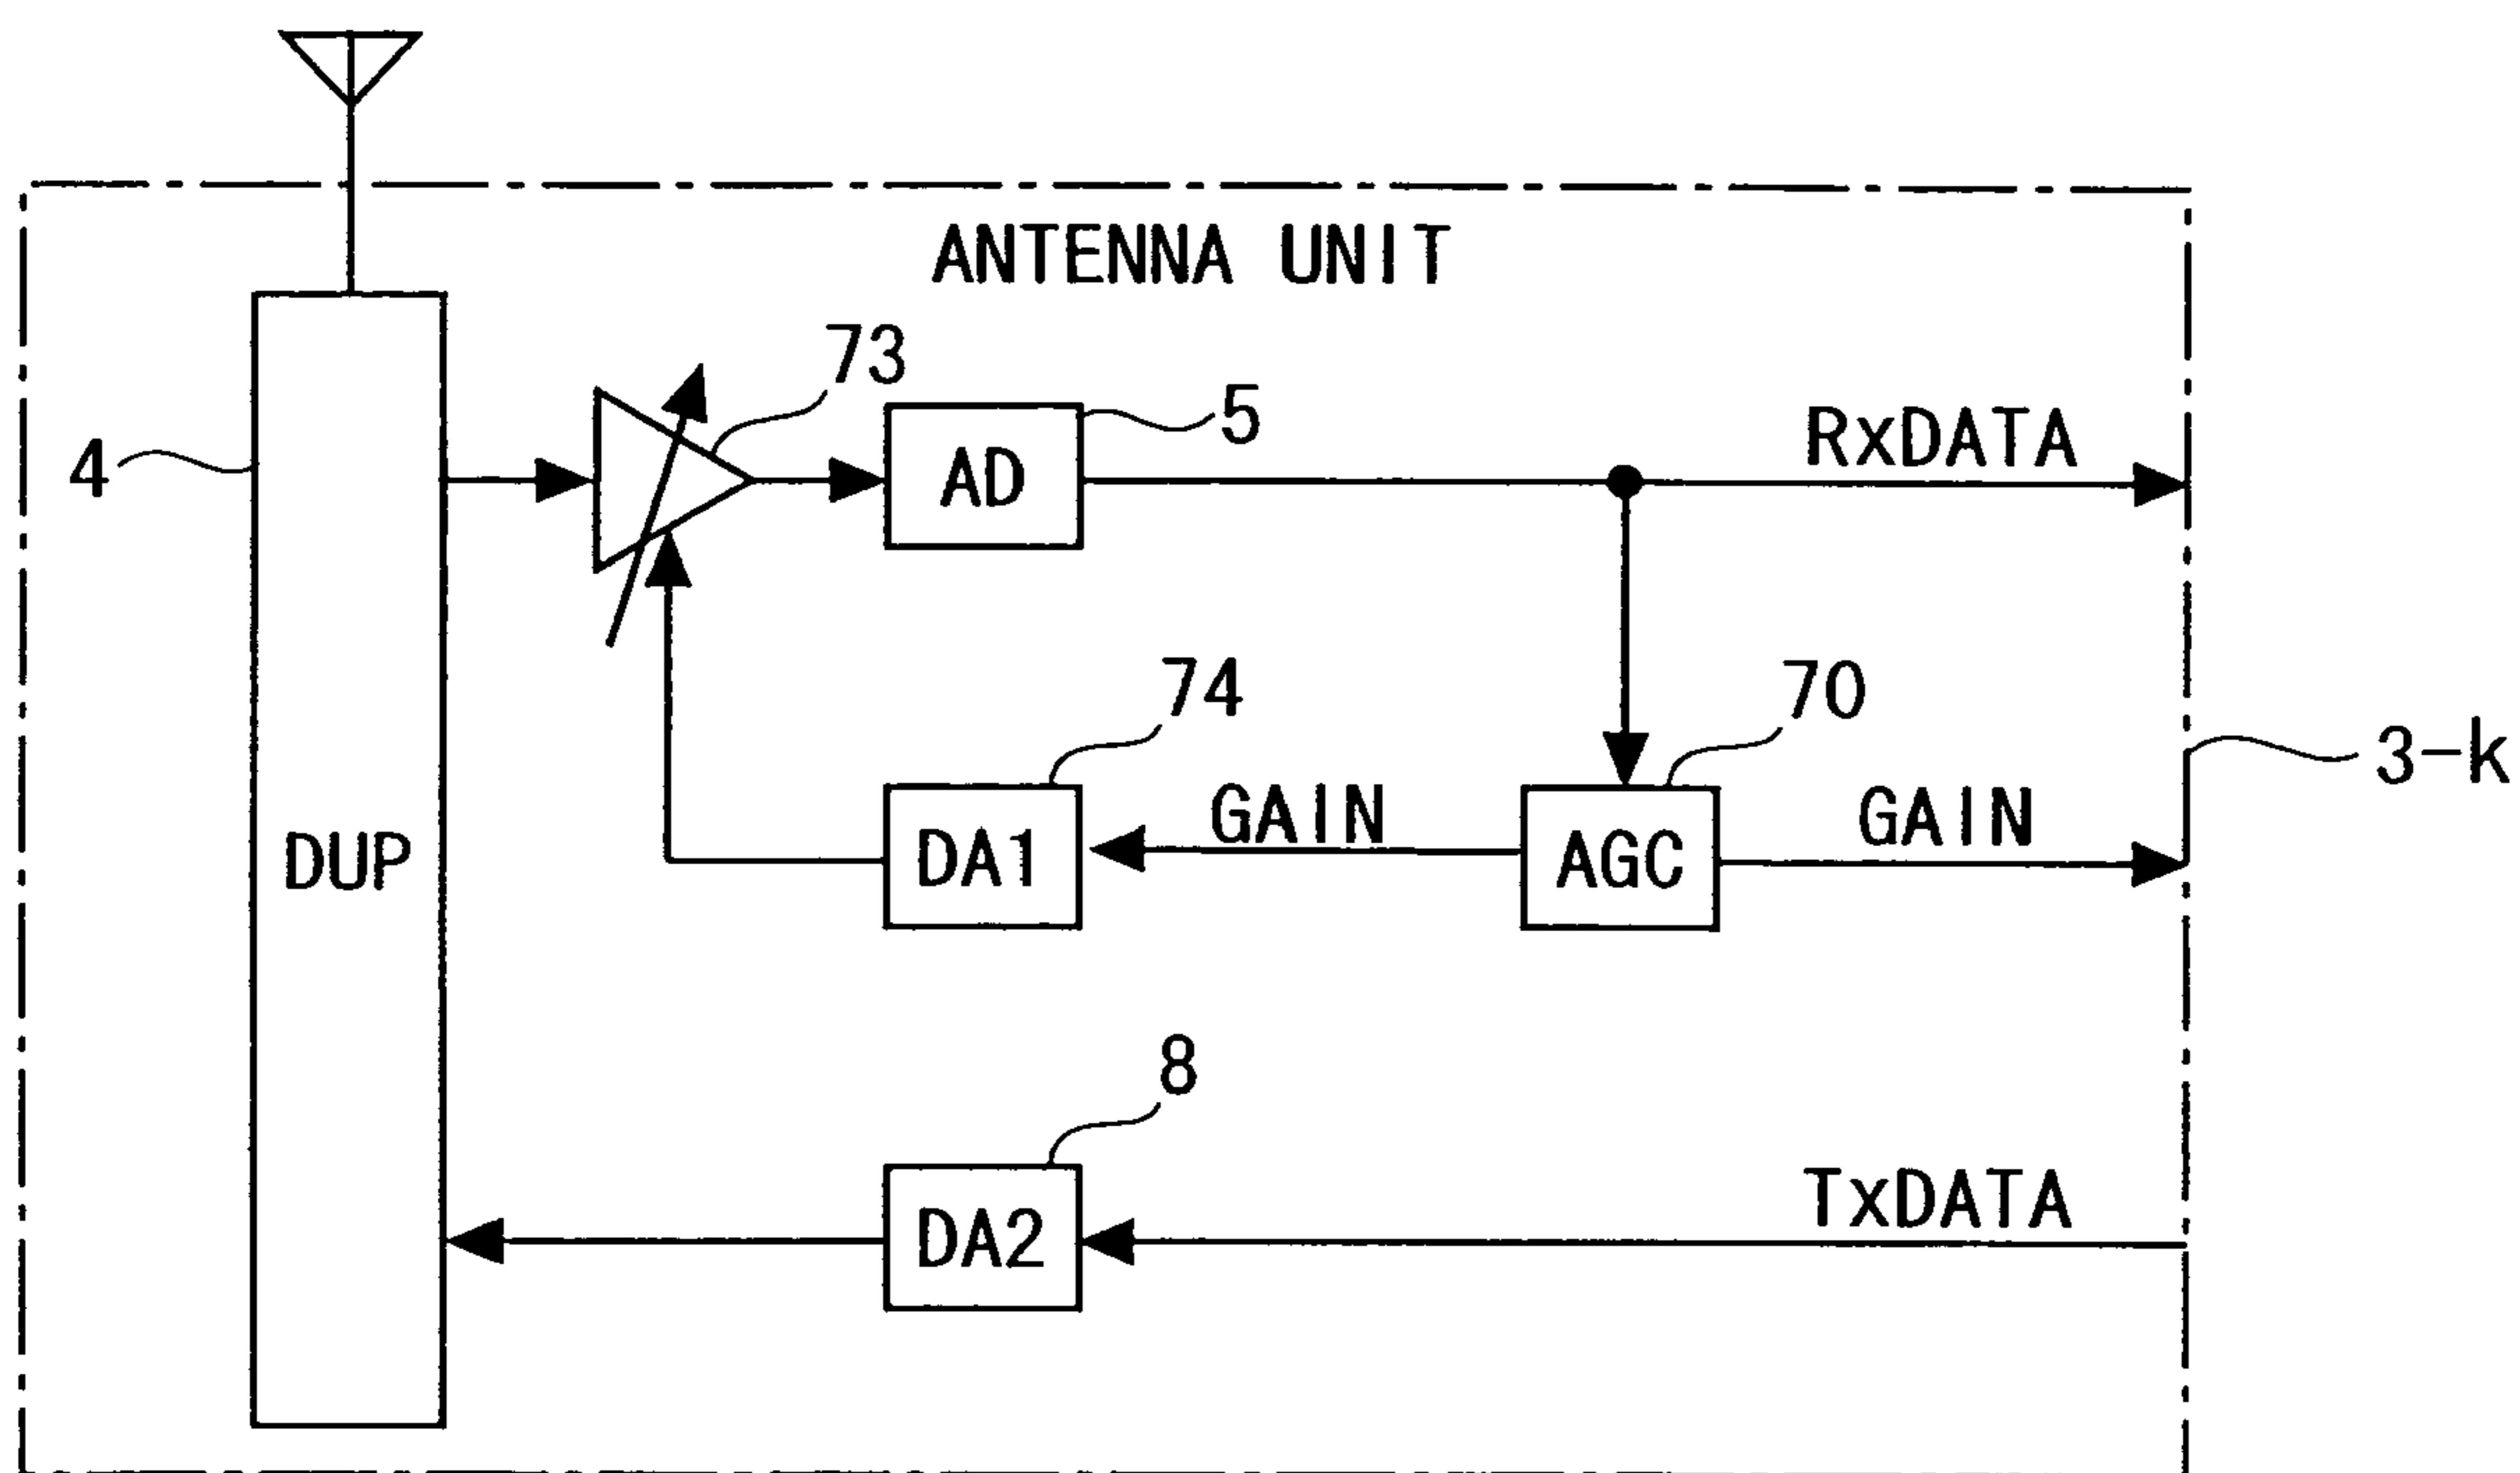 ANTENNA UNIT
73
5
4
AD
RxDATA
74
70
3-k
GAIN
GAIN
DUP
DA1
AGC
8
TxDATA
DA2